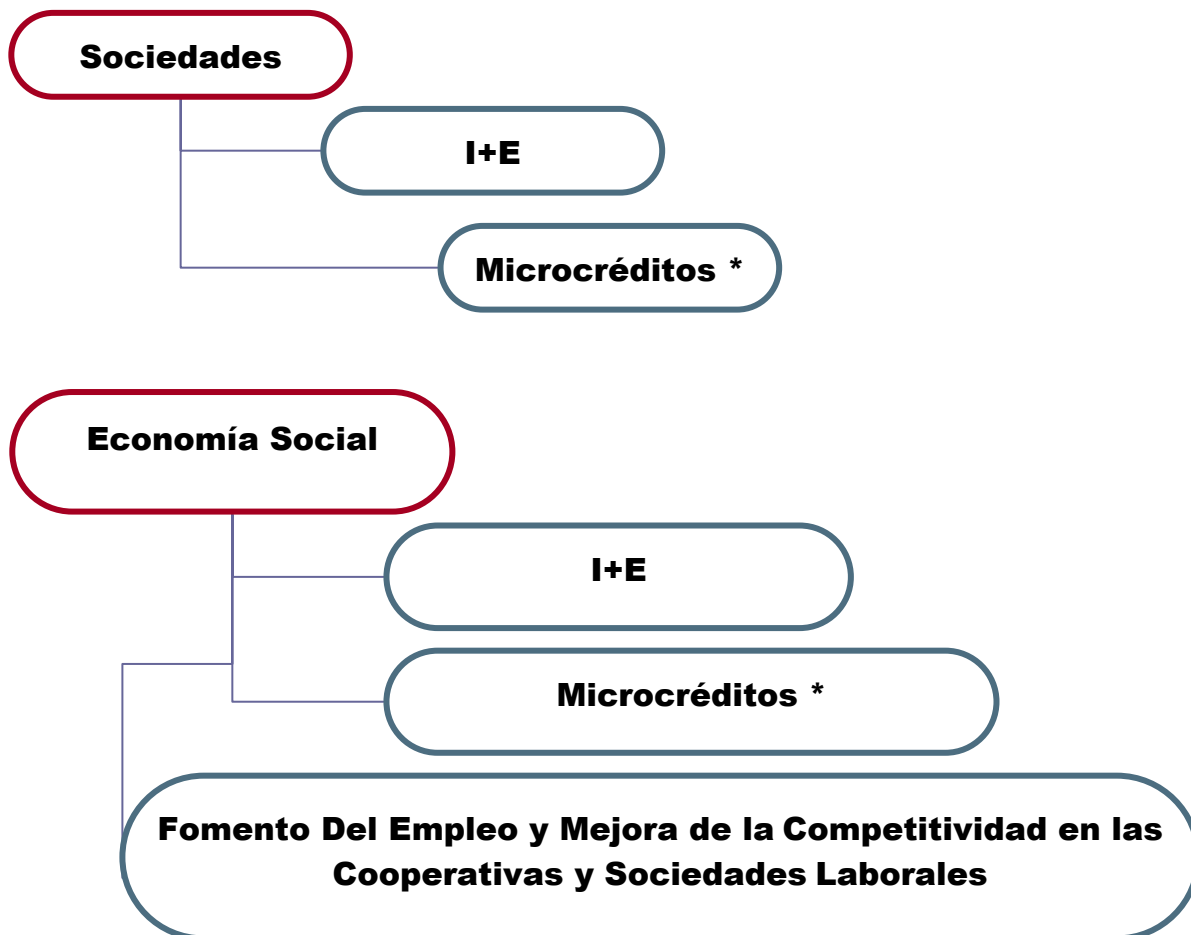 Sociedades
I+E
Microcréditos *
Economía Social
I+E
Microcréditos *
Fomento Del Empleo y Mejora de la Competitividad en las
Cooperativas y Sociedades Laborales